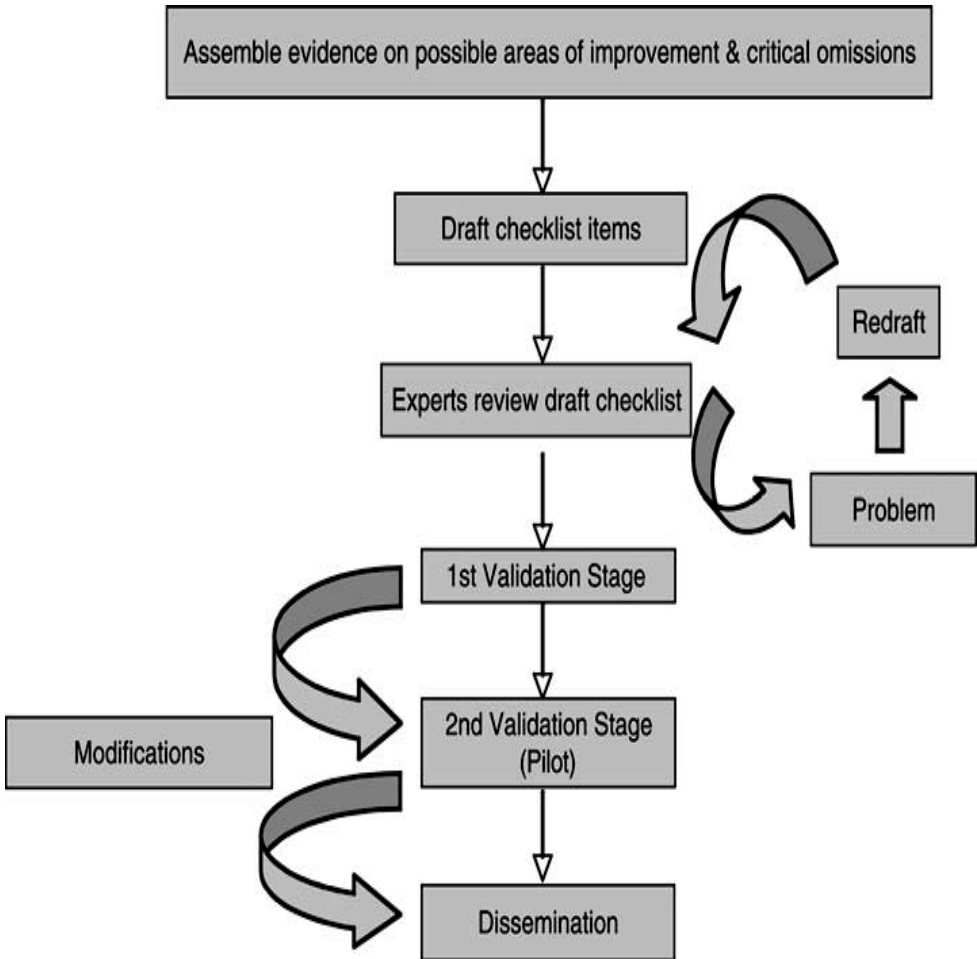 Assemble evidence on possible areas of improvement & critical omissions
Draft checklist items
Redraft
Experts review draft checklist
Problem
1st Validation Stage
2nd Validation Stage
(Pilot)
Modifications
Dissemination